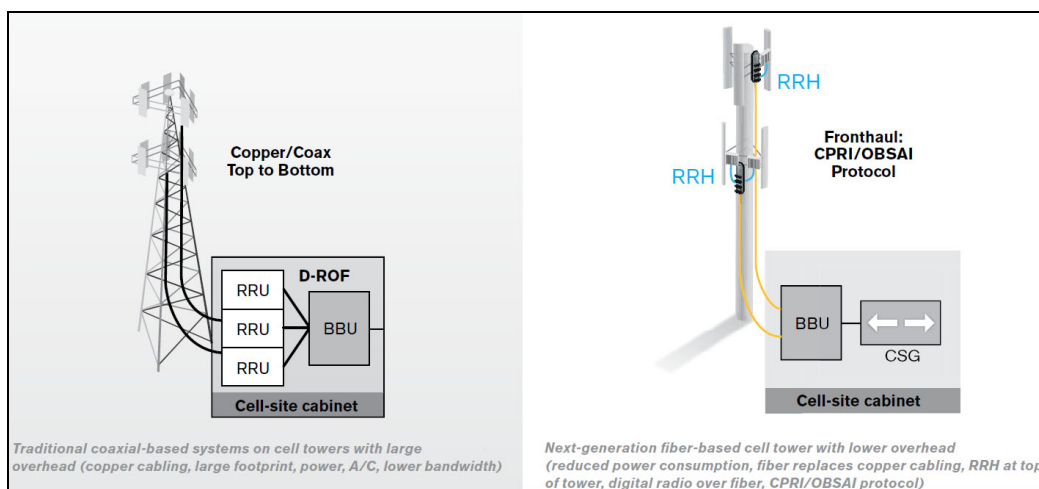 Copper/Coax
Top to Bottom
D-ROF
RRU
RRU
RRU
BBU
Cell-site cabinet
Traditional coaxial-based systems on cell towers with large
overhead (copper cabling, large footprint, power, A/C, lower bandwidth)
RRH
RRH
Fronthaul:
CPRI/OBSAI
Protocol
BBU
CSG
Cell-site cabinet
Next-generation fiber-based cell tower with lower overhead
(reduced power consumption, fiber replaces copper cabling, RRH at top
of tower, digital radio over fiber, CPRI/OBSAI protocol)